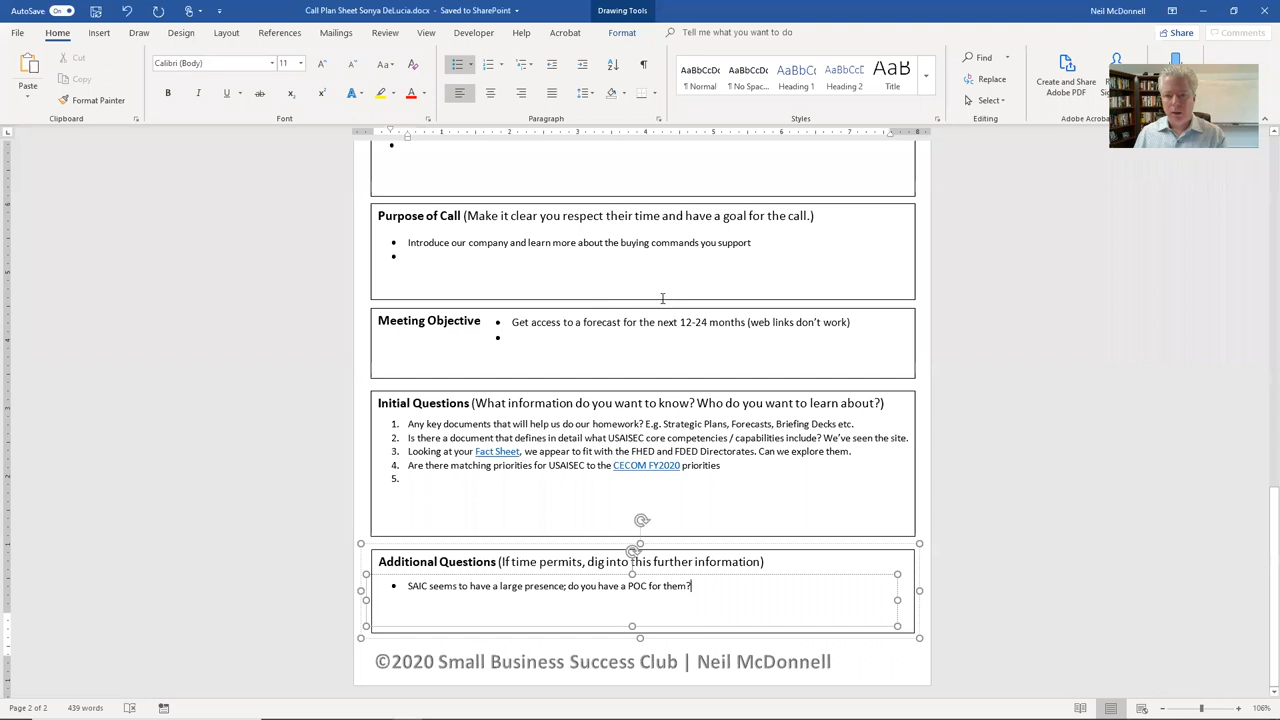 AutoSave On Call Plan Sheet Sonya DeLucia.docx - Saved to SharePoint Drawing Tools Neil McDonnell
File Home Insert Draw Design Layout References Mailings Review View Developer Help Acrobat Format Tell me what you want to do Share Comments
Paste
Cut
Copy
Format Painter
Clipboard
Calibri (Body) 11
Font
Paragraph
AaBbCcDc AaBbCcDc AaBbCc AaBbCcD AaB
¶ Normal ¶ No Spac... Heading 1 Heading 2 Title
Styles
Find
Replace
Select
Editing
Create and Share
Adobe PDF
Adobe Acrobat
Purpose of Call (Make it clear you respect their time and have a goal for the call.)
• Introduce our company and learn more about the buying commands you support
•
Meeting Objective • Get access to a forecast for the next 12-24 months (web links don't work)
•
Initial Questions (What information do you want to know? Who do you want to learn about?)
1. Any key documents that will help us do our homework? E.g. Strategic Plans, Forecasts, Briefing Decks etc.
2. Is there a document that defines in detail what USAISEC core competencies / capabilities include? We've seen the site.
3. Looking at your Fact Sheet, we appear to fit with the FHED and FDED Directorates. Can we explore them.
4. Are there matching priorities for USAISEC to the CECOM FY2020 priorities
5.
Additional Questions (If time permits, dig into this further information)
• SAIC seems to have a large presence; do you have a POC for them?
©2020 Small Business Success Club | Neil McDonnell
Page 2 of 2 439 words 106%